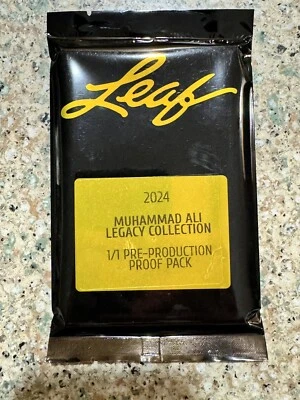 Leaf
2024
MUHAMMAD ALI
LEGACY COLLECTION
1/1 PRE-PRODUCTION
PROOF PACK